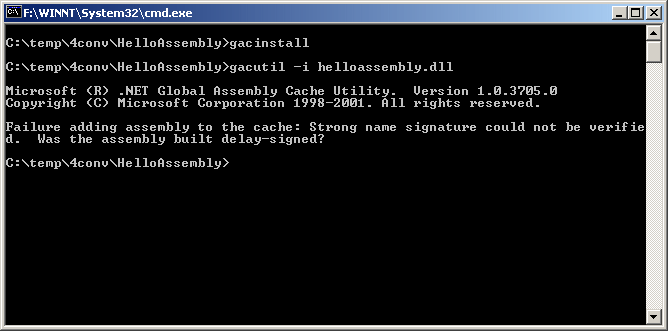 F:\WINNT\System32\cmd.exe
C:\temp\4conv\HelloAssembly>gacinstall
C:\temp\4conv\HelloAssembly>gacutil -i helloassembly.dll
Microsoft (R) .NET Global Assembly Cache Utility.  Version 1.0.3705.0
Copyright (C) Microsoft Corporation 1998-2001. All rights reserved.
Failure adding assembly to the cache: Strong name signature could not be verifie
d.  Was the assembly built delay-signed?
C:\temp\4conv\HelloAssembly>